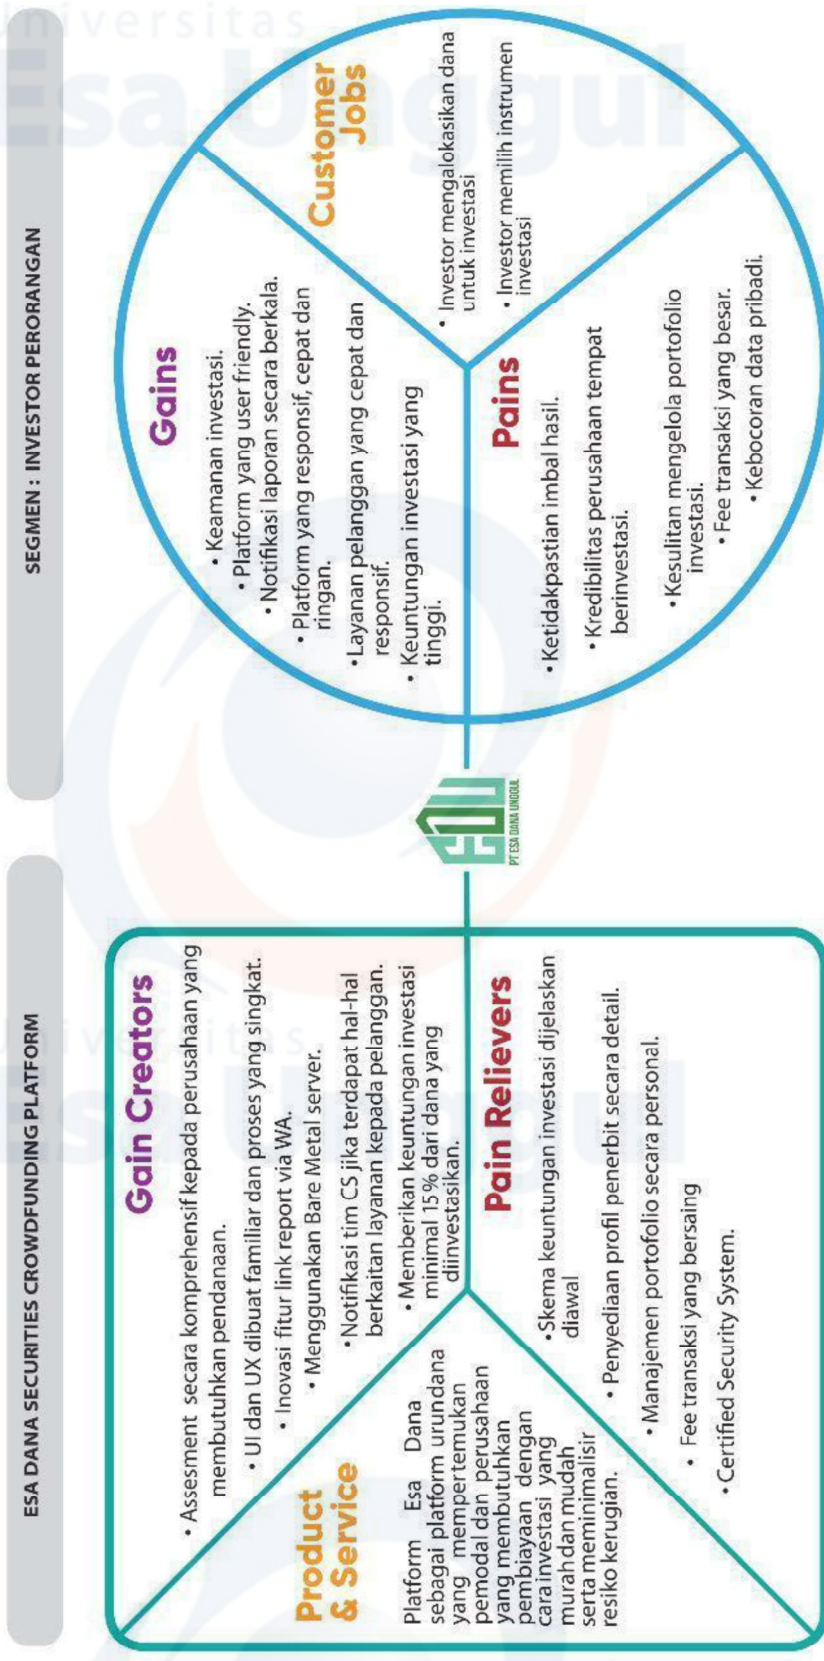 ESA DANA SECURITIES CROWDFUNDING PLATFORM
SEGMEN : INVESTOR PERORANGAN
Universitas
Esa Unggul
Universitas
Esa Unggul
Gain Creators
• Assesment secara komprehensif kepada perusahaan yang
membutuhkan pendanaan.
• UI dan UX dibuat familiar dan proses yang singkat.
• Inovasi fitur link report via WA.
• Menggunakan Bare Metal server.
• Notifikasi tim CS jika terdapat hal-hal
berkaitan layanan kepada pelanggan.
• Memberikan keuntungan investasi
minimal 15% dari dana yang
diinvestasikan.
Product
& Service
Platform Esa Dana
sebagai platform urundana
yang mempertemukan
pemodal dan perusahaan
yang membutuhkan
pembiayaan dengan
cara investasi yang
murah dan mudah
serta meminimalisir
resiko kerugian.
Pain Relievers
• Skema keuntungan investasi dijelaskan
diawal
• Penyediaan profil penerbit secara detail.
• Manajemen portofolio secara personal.
• Fee transaksi yang bersaing
• Certified Security System.
EDU
PT ESA DANA UNGGUL
Gains
• Keamanan investasi.
• Platform yang user friendly.
• Notifikasi laporan secara berkala.
• Platform yang responsif, cepat dan
ringan.
• Layanan pelanggan yang cepat dan
responsif.
• Keuntungan investasi yang
tinggi.
Customer
Jobs
• Investor mengalokasikan dana
untuk investasi
• Investor memilih instrumen
investasi
Pains
• Ketidakpastian imbal hasil.
• Kredibilitas perusahaan tempat
berinvestasi.
• Kesulitan mengelola portofolio
investasi.
• Fee transaksi yang besar.
• Kebocoran data pribadi.